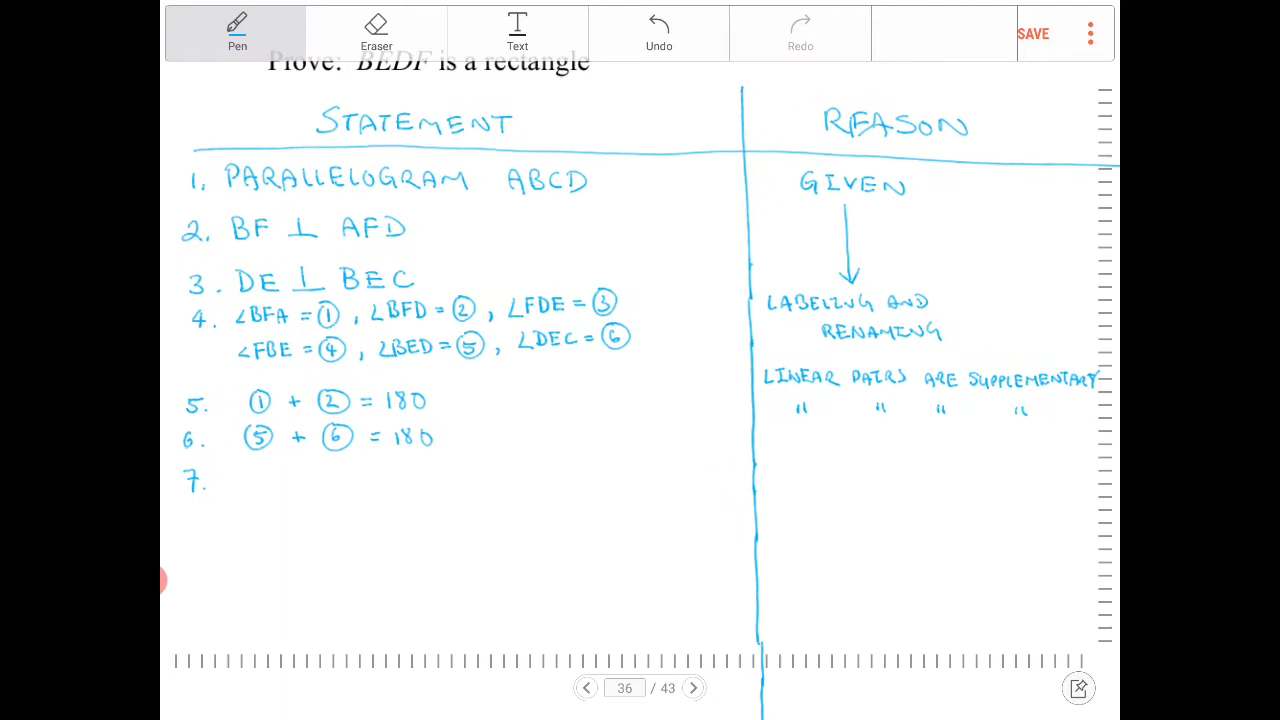 Pen Eraser Text Undo Redo SAVE
Prove: BEDF is a rectangle
STATEMENT REASON
1. PARALLELOGRAM ABCD GIVEN
2. BF ⊥ AFD
3. DE ⊥ BEC
4. ∠BFA = ①, ∠BFD = ②, ∠FDE = ③ LABELING AND
∠FBE = ④, ∠BED = ⑤, ∠DEC = ⑥ RENAMING
5. ① + ② = 180 LINEAR PAIRS ARE SUPPLEMENTARY
6. ⑤ + ⑥ = 180 " " " "
7.
36 / 43